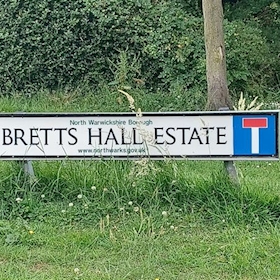 North Warwickshire Borough
BRETTS HALL ESTATE
www.northwarks.gov.uk